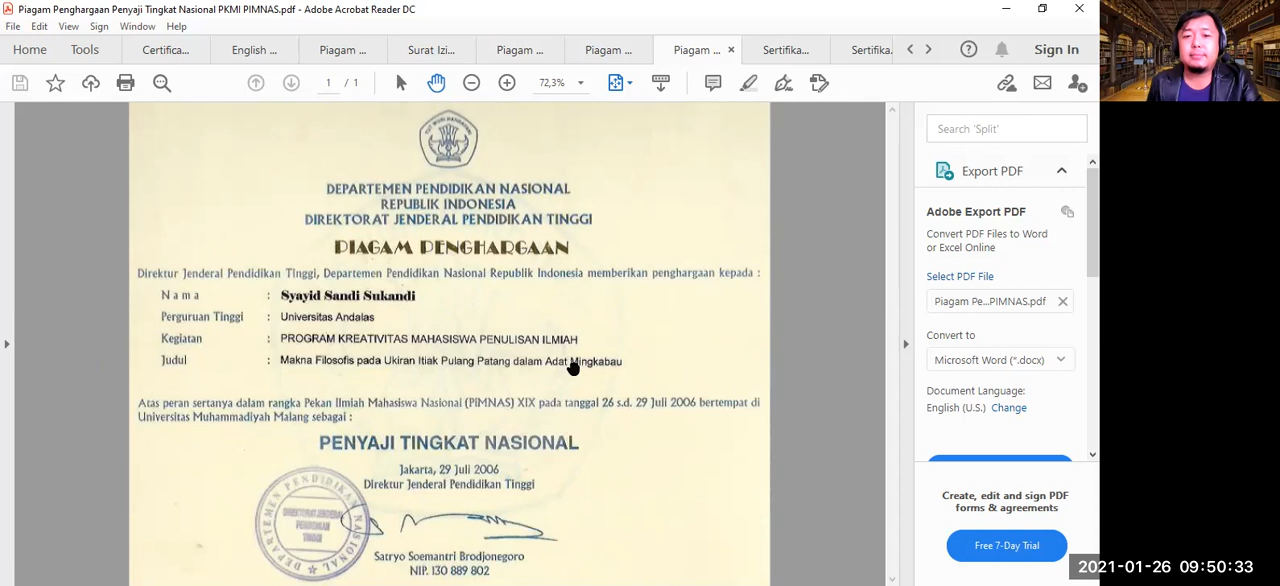 Piagam Penghargaan Penyaji Tingkat Nasional PKMI PIMNAS.pdf - Adobe Acrobat Reader DC
File Edit View Sign Window Help
Home Tools Certifica... English ... Piagam ... Surat Izi... Piagam ... Piagam ... Piagam ... Sertifika... Sertifika. Sign In
1 / 1 72,3%
DEPARTEMEN PENDIDIKAN NASIONAL
REPUBLIK INDONESIA
DIREKTORAT JENDERAL PENDIDIKAN TINGGI
PIAGAM PENGHARGAAN
Direktur Jenderal Pendidikan Tinggi, Departemen Pendidikan Nasional Republik Indonesia memberikan penghargaan kepada :
N a m a : Syayid Sandi Sukandi
Perguruan Tinggi : Universitas Andalas
Kegiatan : PROGRAM KREATIVITAS MAHASISWA PENULISAN ILMIAH
Judul : Makna Filosofis pada Ukiran Itiak Pulang Patang dalam Adat Mingkabau
Atas peran sertanya dalam rangka Pekan Ilmiah Mahasiswa Nasional (PIMNAS) XIX pada tanggal 26 s.d. 29 Juli 2006 bertempat di
Universitas Muhammadiyah Malang sebagai :
PENYAJI TINGKAT NASIONAL
Jakarta, 29 Juli 2006
Direktur Jenderal Pendidikan Tinggi
DEPARTEMEN PENDIDIKAN NASIONAL
DIREKTORAT JENDERAL
PENDIDIKAN
TINGGI
Satryo Soemantri Brodjonegoro
NIP. 130 889 802
Search 'Split'
Export PDF
Adobe Export PDF
Convert PDF Files to Word
or Excel Online
Select PDF File
Piagam Pe...PIMNAS.pdf
Convert to
Microsoft Word (*.docx)
Document Language:
English (U.S.) Change
Create, edit and sign PDF
forms & agreements
Free 7-Day Trial
2021-01-26 09:50:33